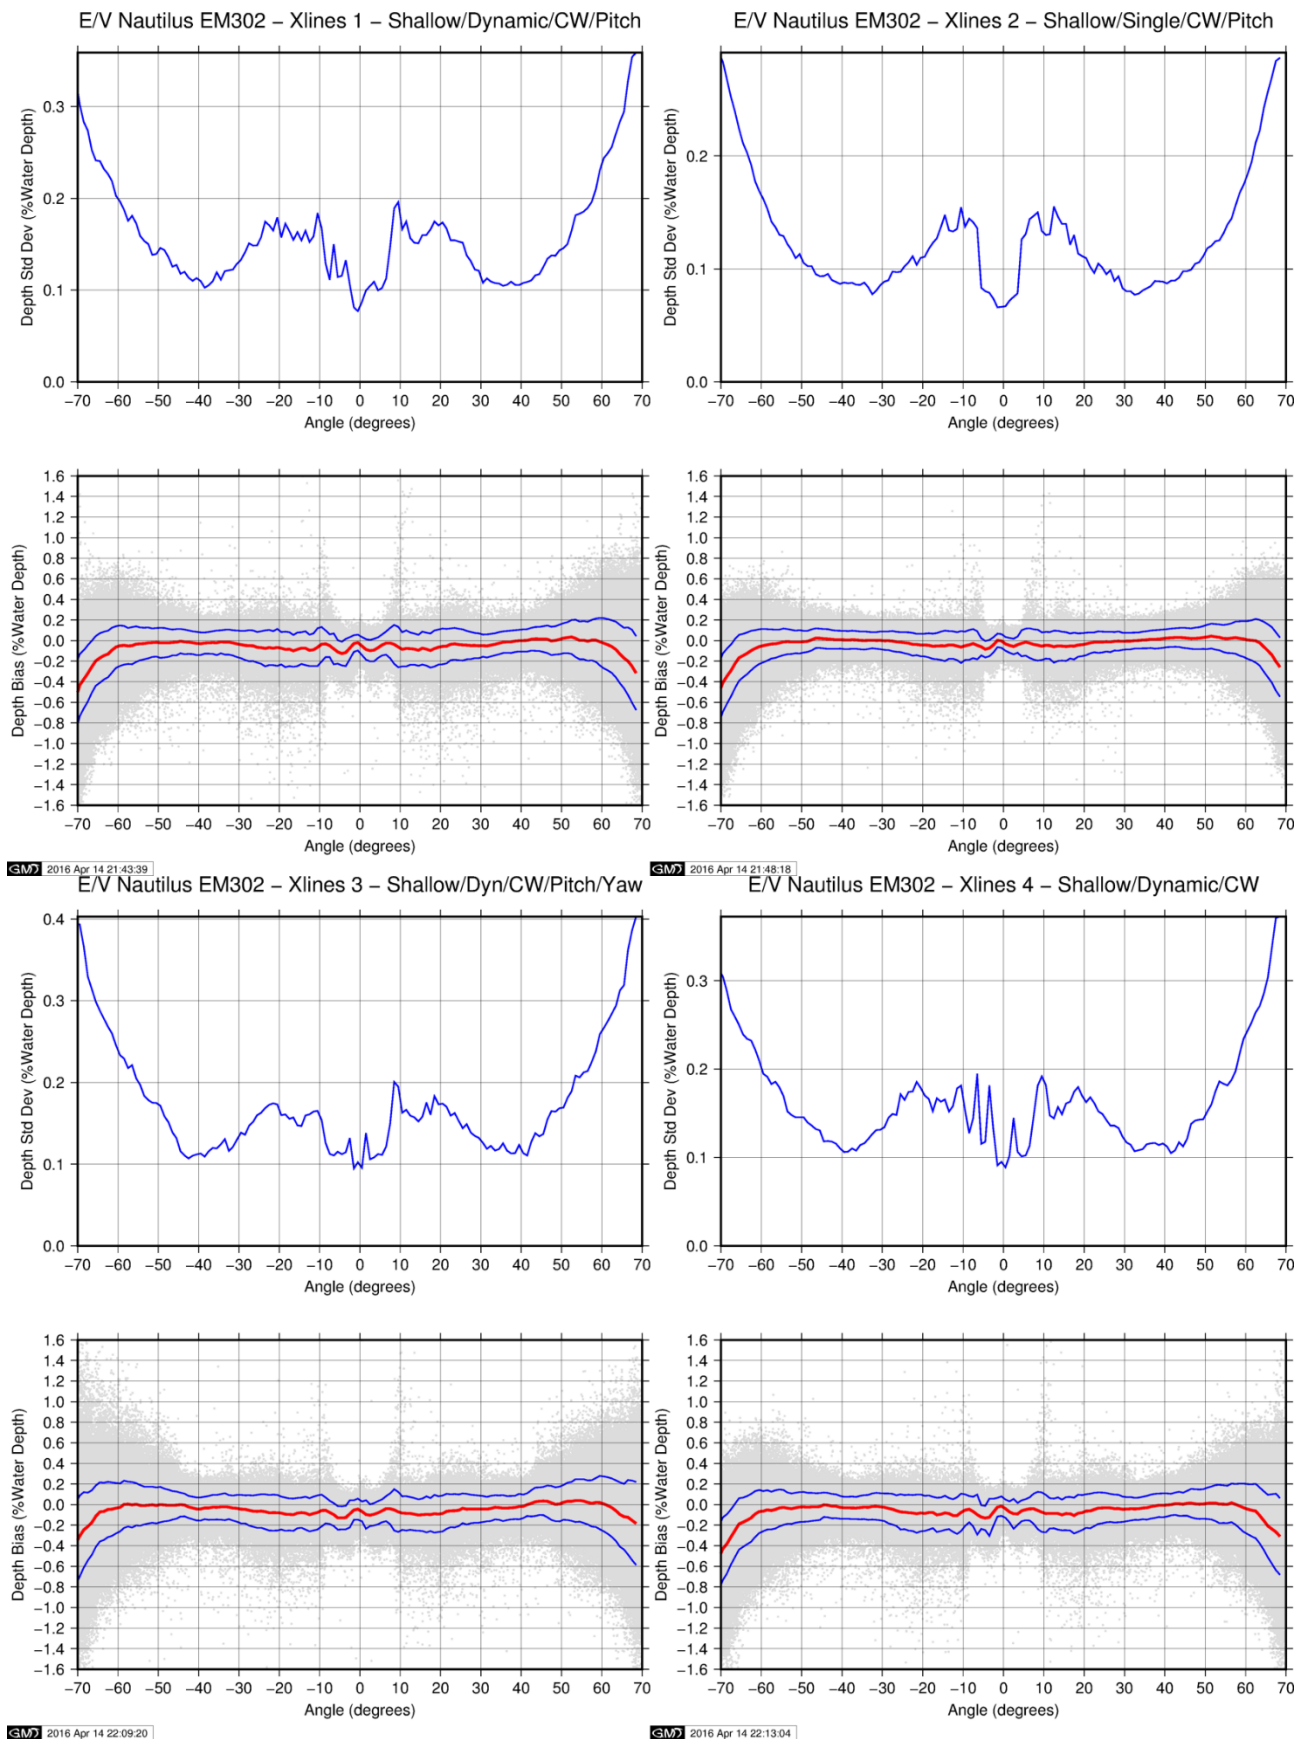 E/V Nautilus EM302 – Xlines 1 – Shallow/Dynamic/CW/Pitch
Depth Std Dev (%Water Depth)
0.3
0.2
0.1
0.0
−70 −60 −50 −40 −30 −20 −10 0 10 20 30 40 50 60 70
Angle (degrees)
Depth Bias (%Water Depth)
1.6
1.4
1.2
1.0
0.8
0.6
0.4
0.2
0.0
−0.2
−0.4
−0.6
−0.8
−1.0
−1.2
−1.4
−1.6
−70 −60 −50 −40 −30 −20 −10 0 10 20 30 40 50 60 70
Angle (degrees)
GMT 2016 Apr 14 21:43:39
E/V Nautilus EM302 – Xlines 2 – Shallow/Single/CW/Pitch
Depth Std Dev (%Water Depth)
0.2
0.1
0.0
−70 −60 −50 −40 −30 −20 −10 0 10 20 30 40 50 60 70
Angle (degrees)
Depth Bias (%Water Depth)
1.6
1.4
1.2
1.0
0.8
0.6
0.4
0.2
0.0
−0.2
−0.4
−0.6
−0.8
−1.0
−1.2
−1.4
−1.6
−70 −60 −50 −40 −30 −20 −10 0 10 20 30 40 50 60 70
Angle (degrees)
GMT 2016 Apr 14 21:48:18
E/V Nautilus EM302 – Xlines 3 – Shallow/Dyn/CW/Pitch/Yaw
Depth Std Dev (%Water Depth)
0.4
0.3
0.2
0.1
0.0
−70 −60 −50 −40 −30 −20 −10 0 10 20 30 40 50 60 70
Angle (degrees)
Depth Bias (%Water Depth)
1.6
1.4
1.2
1.0
0.8
0.6
0.4
0.2
0.0
−0.2
−0.4
−0.6
−0.8
−1.0
−1.2
−1.4
−1.6
−70 −60 −50 −40 −30 −20 −10 0 10 20 30 40 50 60 70
Angle (degrees)
GMT 2016 Apr 14 22:09:20
E/V Nautilus EM302 – Xlines 4 – Shallow/Dynamic/CW
Depth Std Dev (%Water Depth)
0.3
0.2
0.1
0.0
−70 −60 −50 −40 −30 −20 −10 0 10 20 30 40 50 60 70
Angle (degrees)
Depth Bias (%Water Depth)
1.6
1.4
1.2
1.0
0.8
0.6
0.4
0.2
0.0
−0.2
−0.4
−0.6
−0.8
−1.0
−1.2
−1.4
−1.6
−70 −60 −50 −40 −30 −20 −10 0 10 20 30 40 50 60 70
Angle (degrees)
GMT 2016 Apr 14 22:13:04